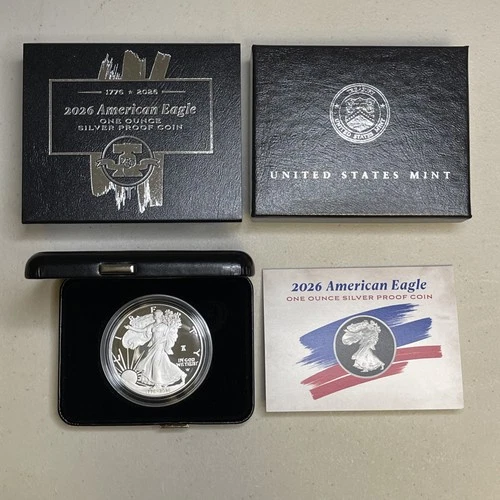 1776 ★ 2026
2026 American Eagle
ONE OUNCE
SILVER PROOF COIN
UNITED STATES MINT
2026 American Eagle
ONE OUNCE SILVER PROOF COIN
IN GOD
WE TRUST